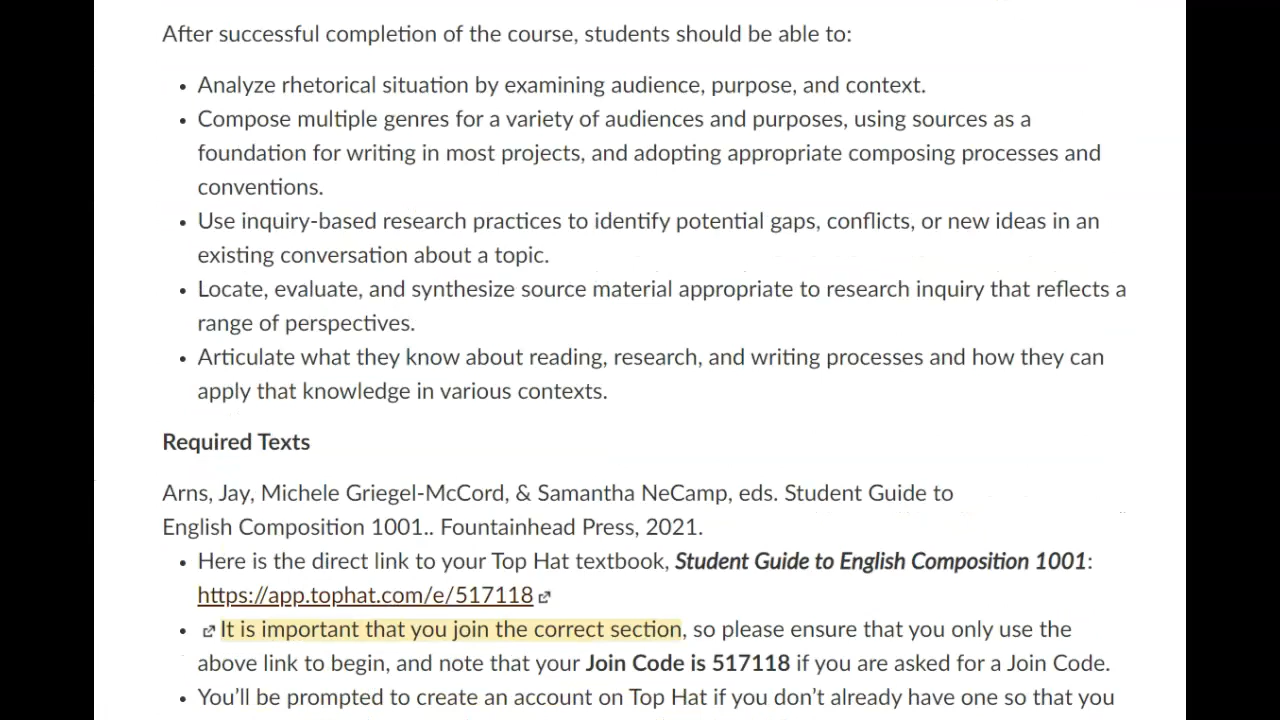 After successful completion of the course, students should be able to:
• Analyze rhetorical situation by examining audience, purpose, and context.
• Compose multiple genres for a variety of audiences and purposes, using sources as a
foundation for writing in most projects, and adopting appropriate composing processes and
conventions.
• Use inquiry-based research practices to identify potential gaps, conflicts, or new ideas in an
existing conversation about a topic.
• Locate, evaluate, and synthesize source material appropriate to research inquiry that reflects a
range of perspectives.
• Articulate what they know about reading, research, and writing processes and how they can
apply that knowledge in various contexts.
Required Texts
Arns, Jay, Michele Griegel-McCord, & Samantha NeCamp, eds. Student Guide to
English Composition 1001.. Fountainhead Press, 2021.
• Here is the direct link to your Top Hat textbook, Student Guide to English Composition 1001:
https://app.tophat.com/e/517118
• It is important that you join the correct section, so please ensure that you only use the
above link to begin, and note that your Join Code is 517118 if you are asked for a Join Code.
• You’ll be prompted to create an account on Top Hat if you don’t already have one so that you